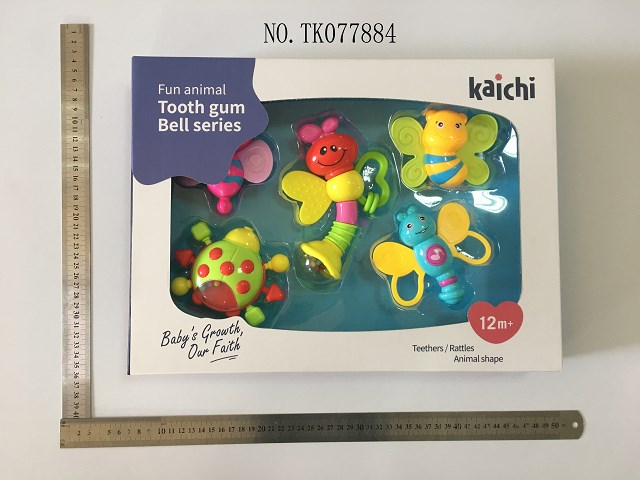 NO.TK077884
Fun animal
Tooth gum
Bell series
kaichi
12m+
Baby's Growth,
Our Faith
Teethers / Rattles
Animal shape